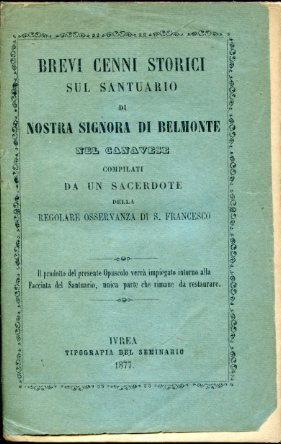 BREVI CENNI STORICI
SUL SANTUARIO
DI
NOSTRA SIGNORA DI BELMONTE
NEL CANAVESE
COMPILATI
DA UN SACERDOTE
DELLA
REGOLARE OSSERVANZA DI S. FRANCESCO
Il prodotto del presente Opuscolo verrà impiegato intorno alla
Facciata del Santuario, unica parte che rimane da restaurare.
IVREA
TIPOGRAFIA DEL SEMINARIO
1877.